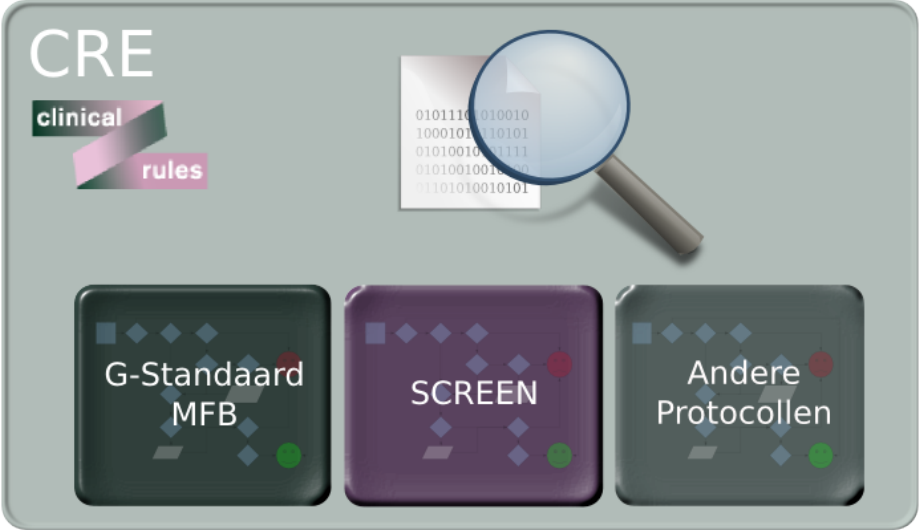 CRE
clinical
rules
G-Standaard
MFB
SCREEN
Andere
Protocollen